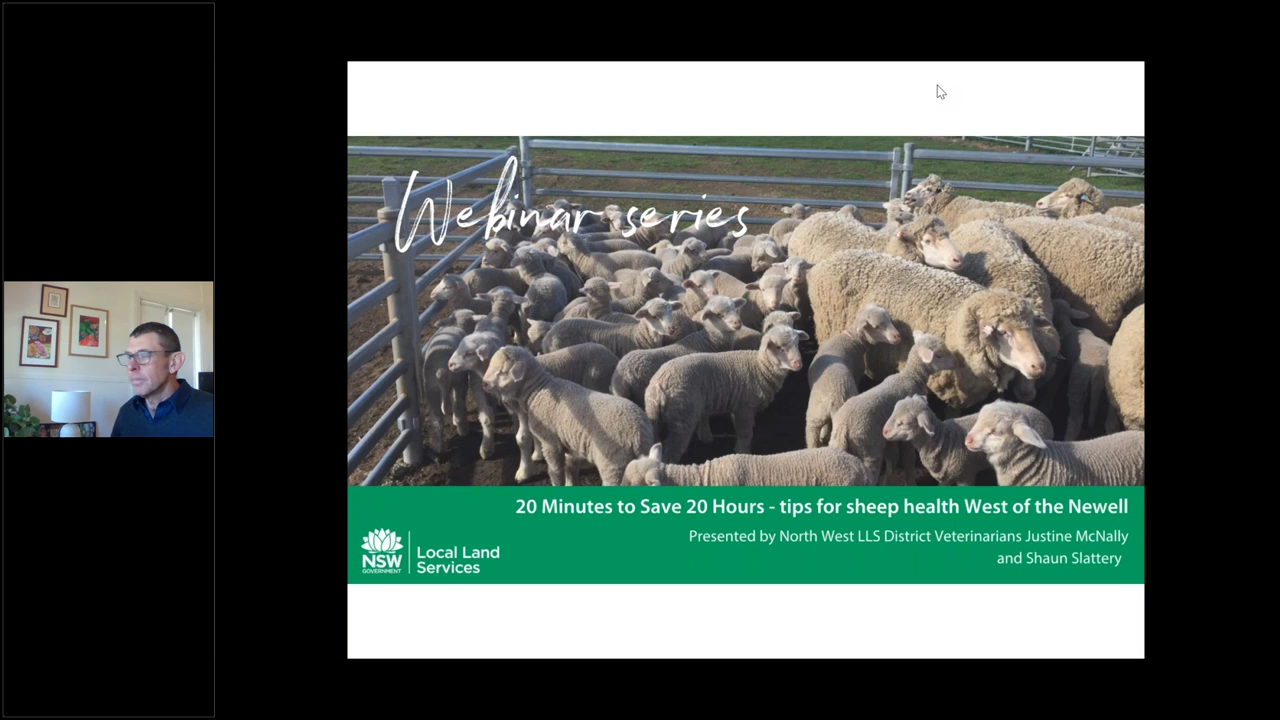 Webinar series
20 Minutes to Save 20 Hours - tips for sheep health West of the Newell
Presented by North West LLS District Veterinarians Justine McNally
and Shaun Slattery
NSW
GOVERNMENT
Local Land
Services